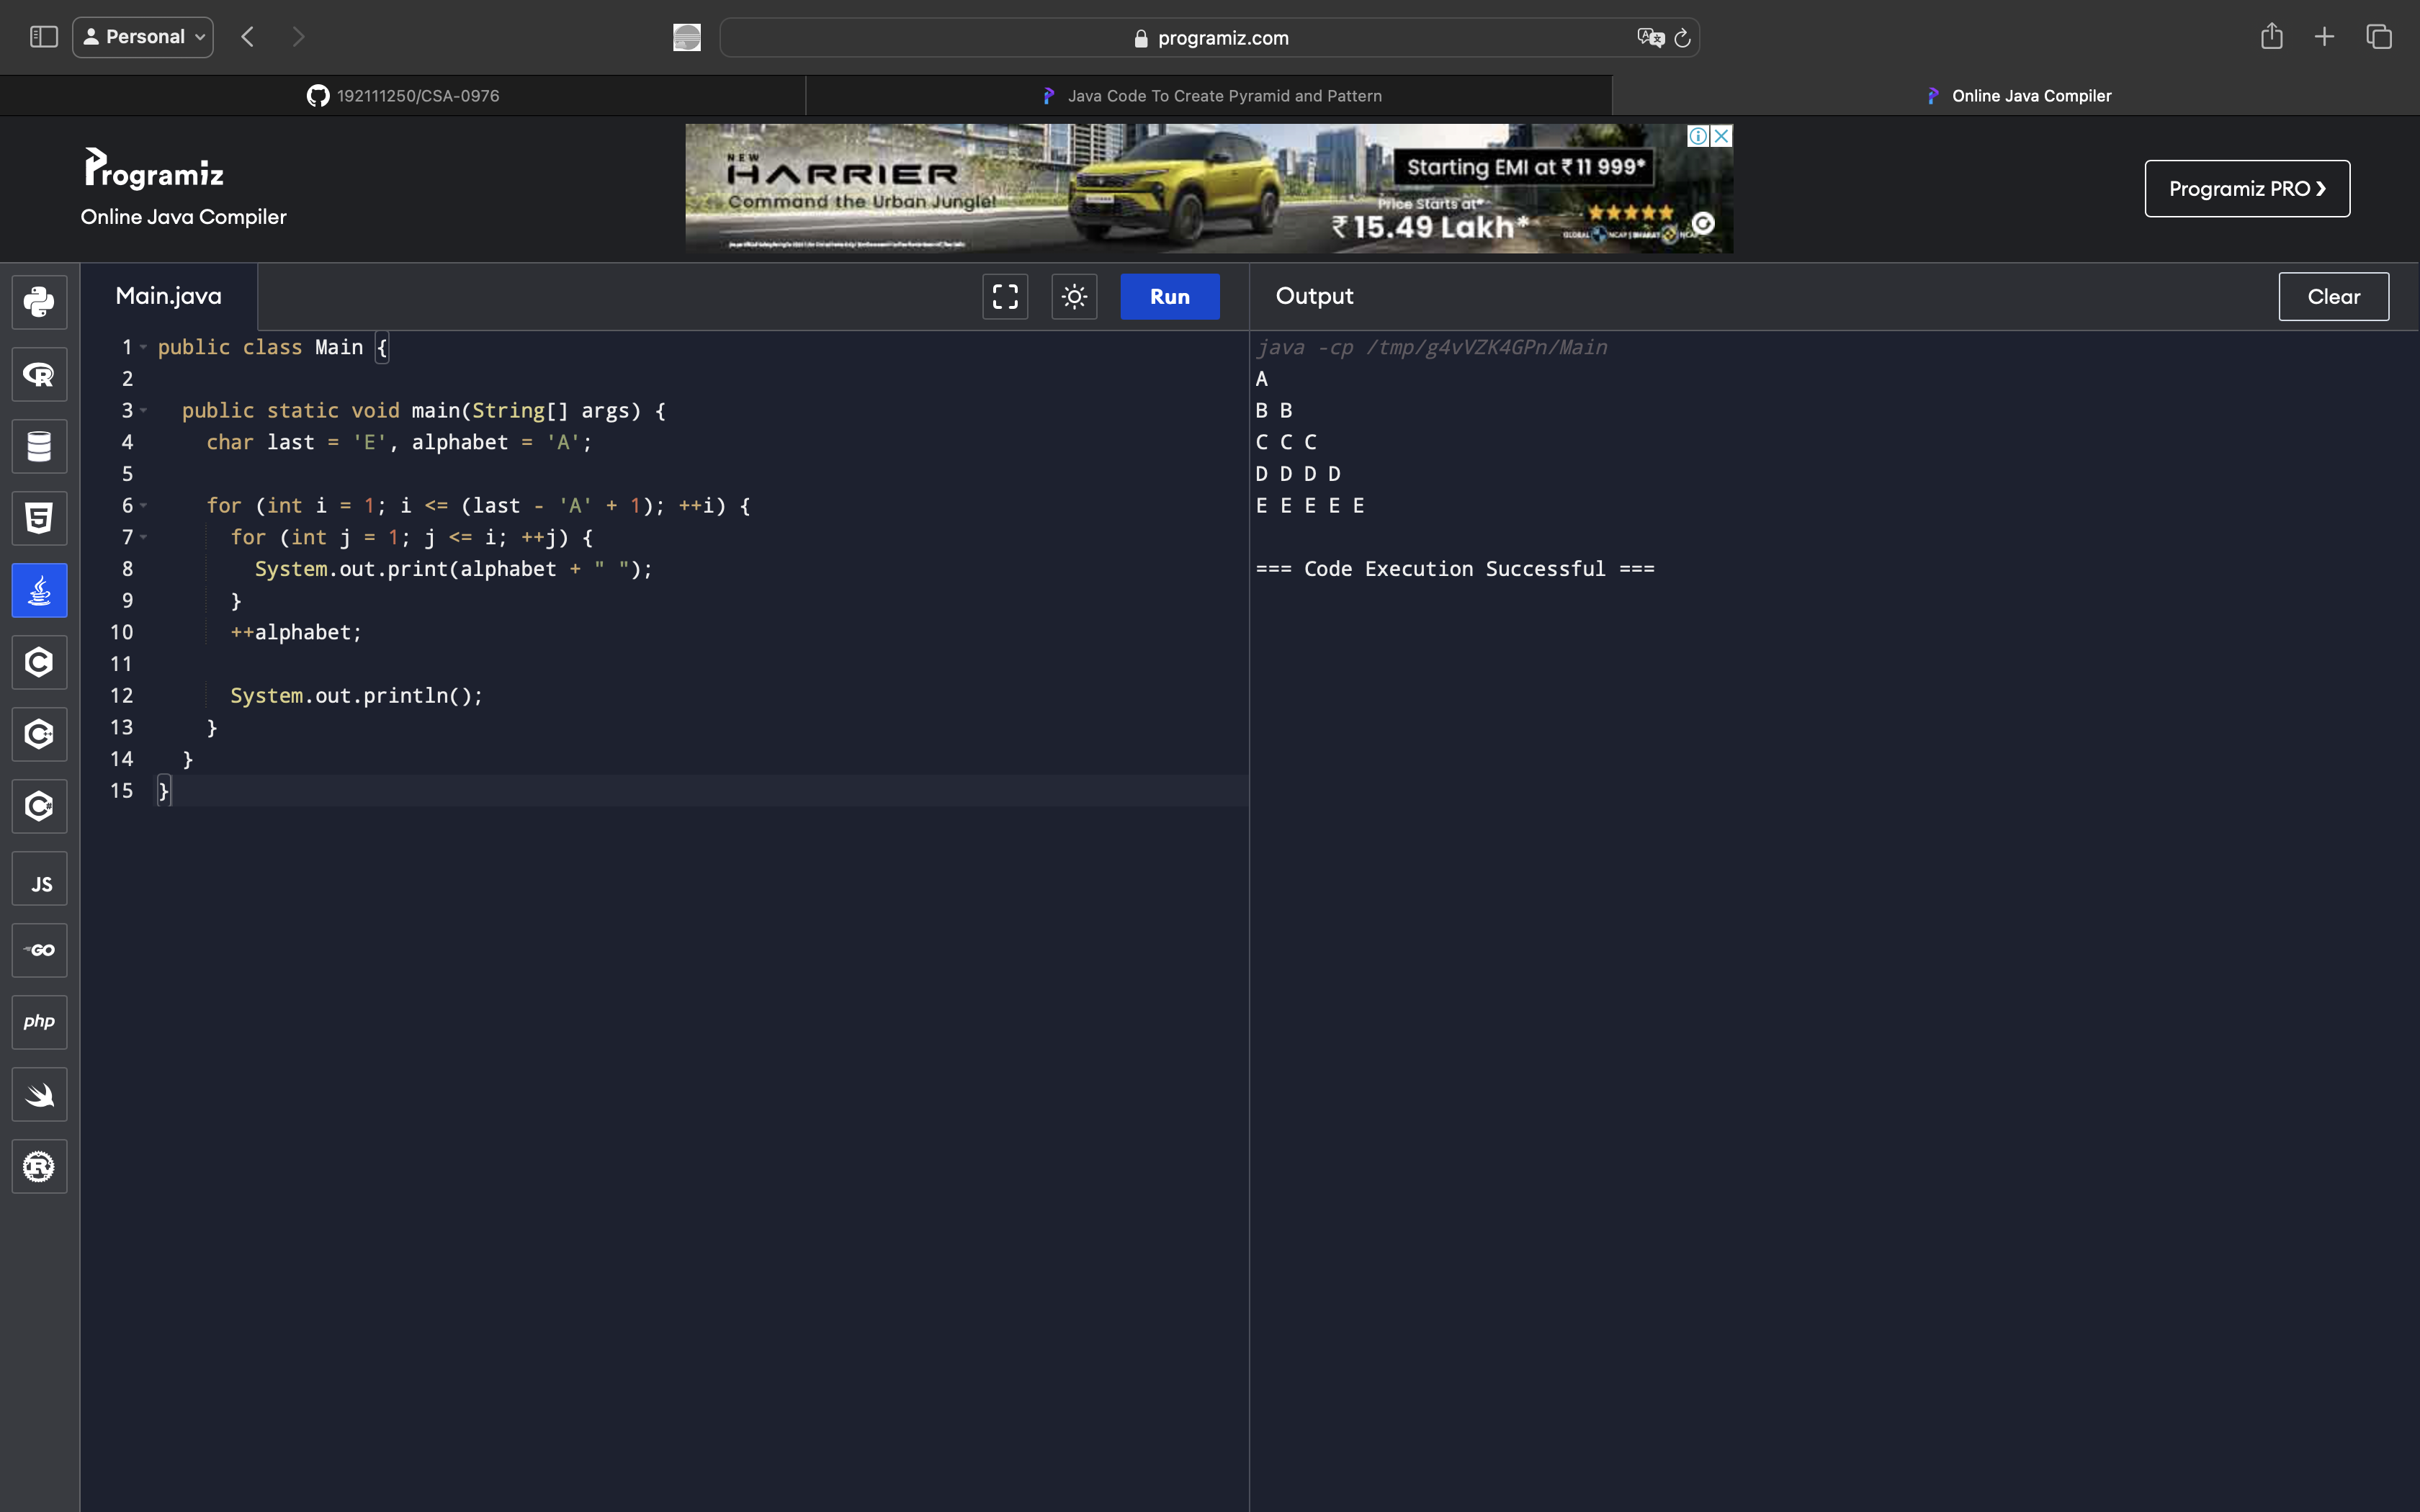 Personal
programiz.com
192111250/CSA-0976
Java Code To Create Pyramid and Pattern
Online Java Compiler
Programiz
Online Java Compiler
NEW
HARRIER
Command the Urban Jungle!
Starting EMI at ₹ 11 999*
Price Starts at*
₹ 15.49 Lakh*
Programiz PRO ❯
Main.java
Run
Output
Clear
1 public class Main {
2
3 public static void main(String[] args) {
4 char last = 'E', alphabet = 'A';
5
6 for (int i = 1; i <= (last - 'A' + 1); ++i) {
7 for (int j = 1; j <= i; ++j) {
8 System.out.print(alphabet + " ");
9 }
10 ++alphabet;
11
12 System.out.println();
13 }
14 }
15 }
java -cp /tmp/g4vVZK4GPn/Main
A
B B
C C C
D D D D
E E E E E
=== Code Execution Successful ===
R
5
C
C++
C#
JS
GO
php
R